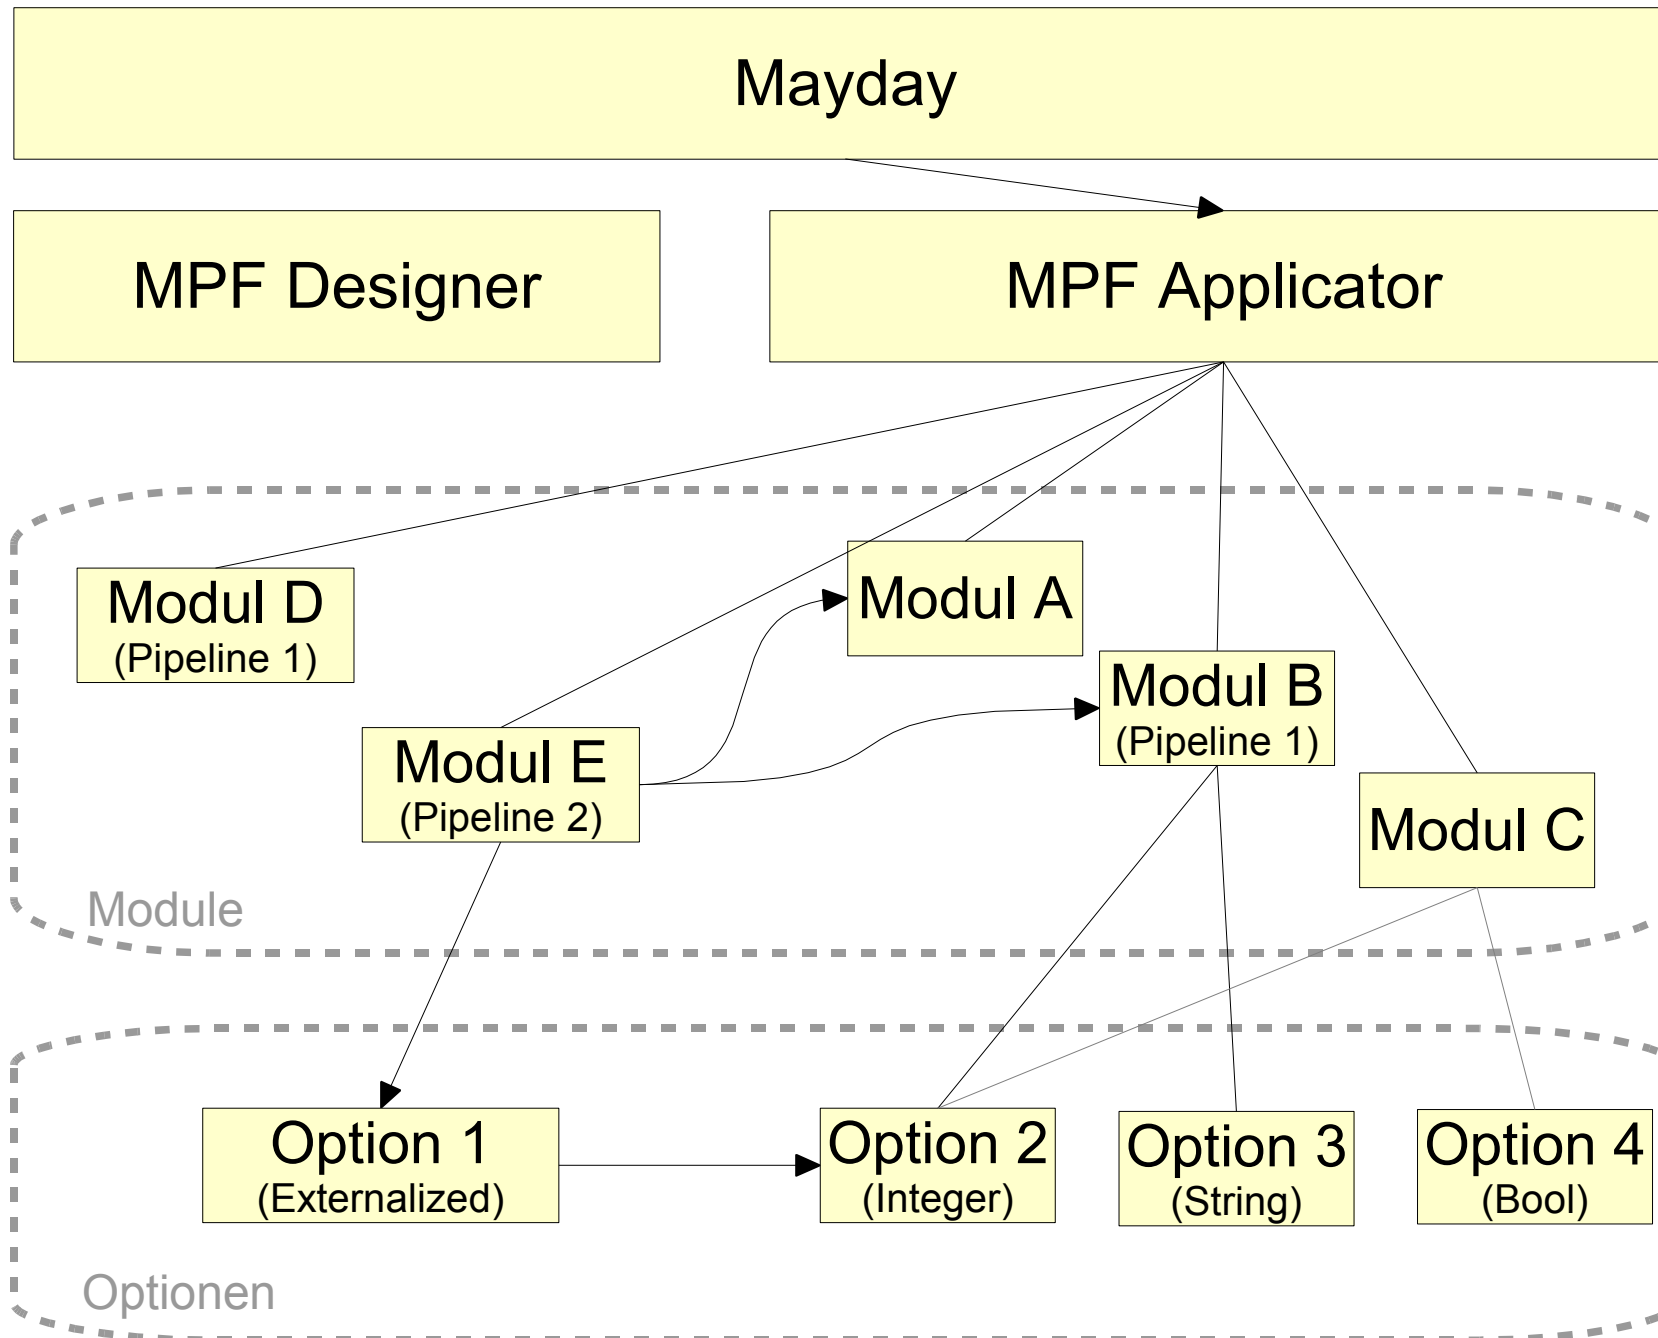 Mayday
MPF Designer
MPF Applicator
Modul D
(Pipeline 1)
Modul A
Modul B
(Pipeline 1)
Modul E
(Pipeline 2)
Modul C
Module
Option 1
(Externalized)
Option 2
(Integer)
Option 3
(String)
Option 4
(Bool)
Optionen